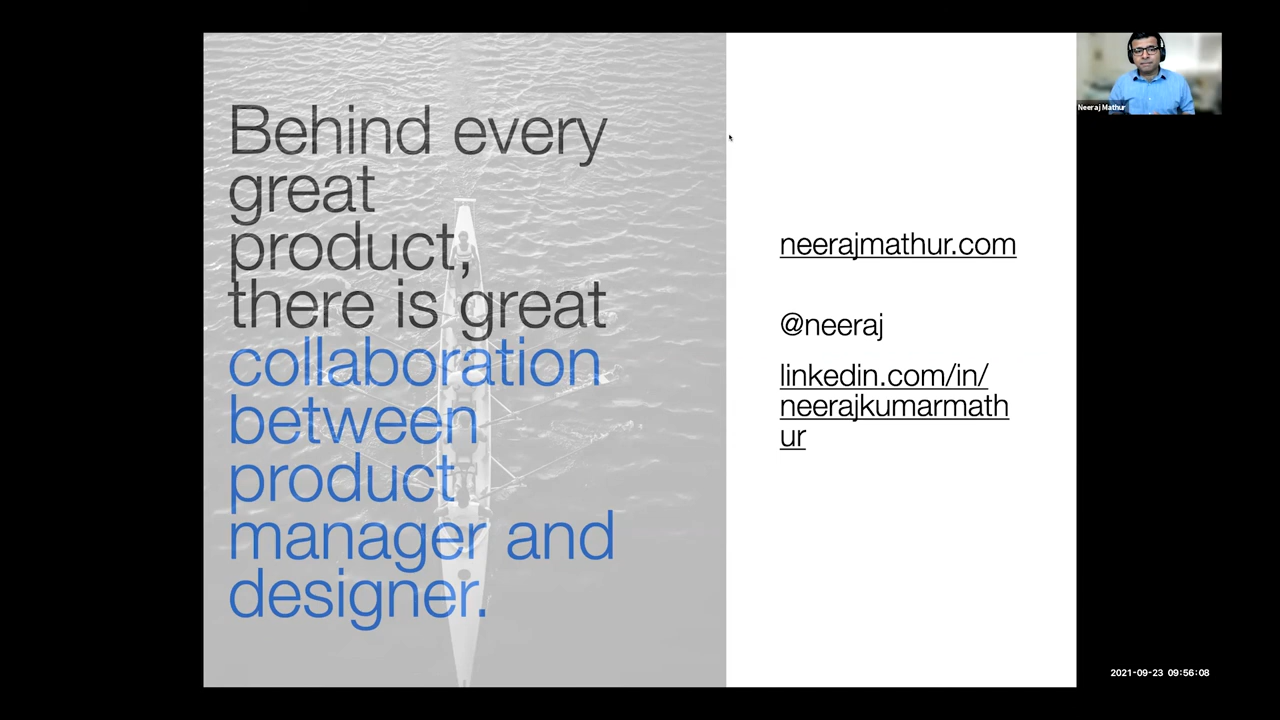 Behind every
great
product,
there is great
collaboration
between
product
manager and
designer.
neerajmathur.com
@neeraj
linkedin.com/in/
neerajkumarmath
ur
Neeraj Mathur
2021-09-23 09:56:08